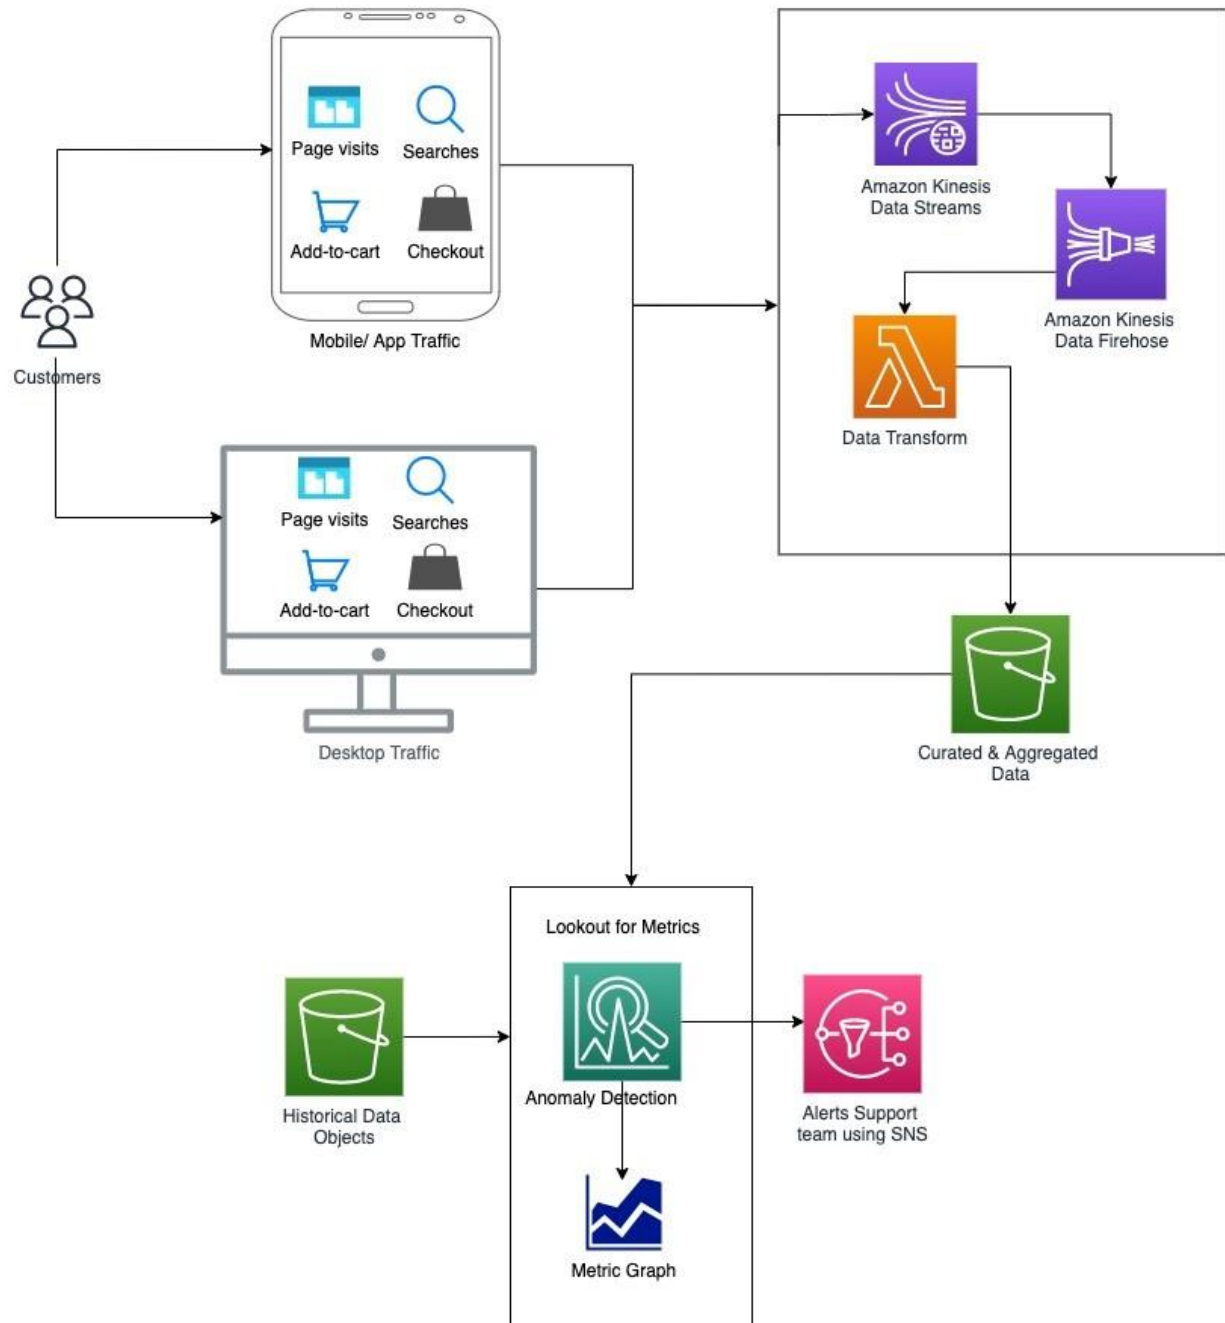 Page visits
Searches
Add-to-cart
Checkout
Mobile/ App Traffic
Customers
Page visits
Searches
Add-to-cart
Checkout
Desktop Traffic
Amazon Kinesis
Data Streams
Amazon Kinesis
Data Firehose
Data Transform
Curated & Aggregated
Data
Lookout for Metrics
Historical Data
Objects
Anomaly Detection
Alerts Support
team using SNS
Metric Graph